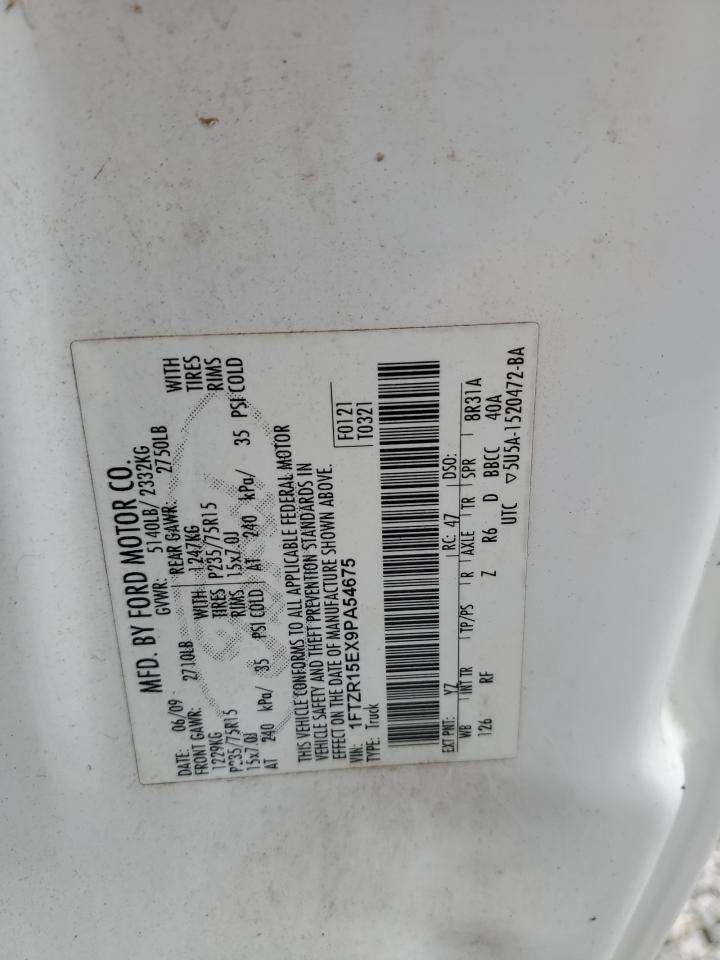 MFD. BY FORD MOTOR CO.
DATE: 06/09 GVWR: 5140LB/ 2332KG
FRONT GAWR: 2710LB REAR GAWR: 2750LB
1229KG WITH 1247KG WITH
P235/75R15 TIRES P235/75R15 TIRES
15x7.0J RIMS 15x7.0J RIMS
AT 240 kPa/ 35 PSI COLD AT 240 kPa/ 35 PSI COLD
THIS VEHICLE CONFORMS TO ALL APPLICABLE FEDERAL MOTOR
VEHICLE SAFETY AND THEFT PREVENTION STANDARDS IN
EFFECT ON THE DATE OF MANUFACTURE SHOWN ABOVE.
VIN: 1FTZR15EX9PA54675 F0121
TYPE: Truck T0321
EXT PNT: YZ RC: 47 DSO:
WB INT TR TP/PS R AXLE TR SPR 8R31A
126 RF Z R6 D BBCC 40A
UTC ▽5U5A-1520472-BA